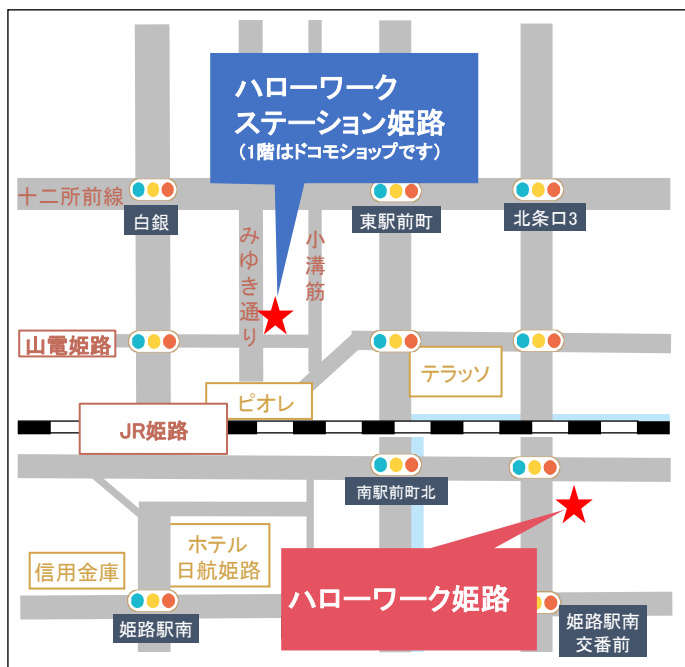 ハローワーク
ステーション姫路
(1階はドコモショップです)
十二所前線
白銀
東駅前町
北条口3
みゆき通り
小溝筋
山電姫路
テラッソ
ピオレ
JR姫路
南駅前町北
ホテル
日航姫路
信用金庫
ハローワーク姫路
姫路駅南
姫路駅南
交番前